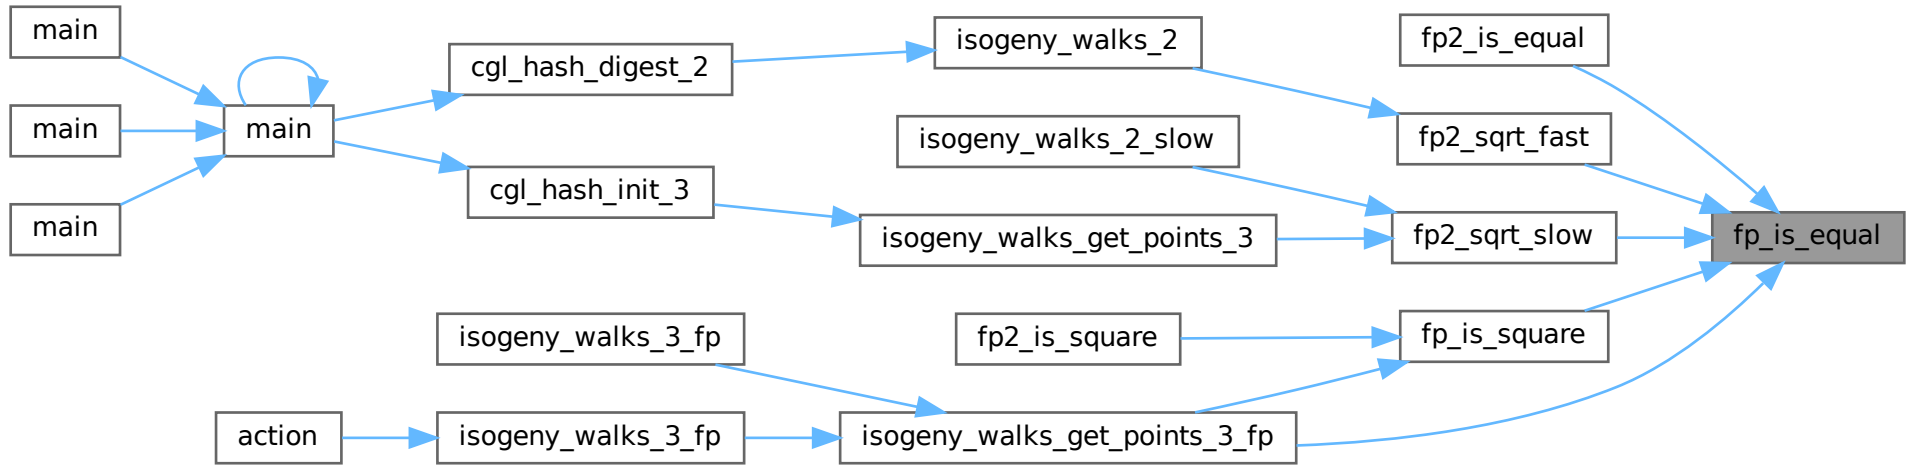 main
main
main
main
cgl_hash_digest_2
cgl_hash_init_3
isogeny_walks_2
isogeny_walks_2_slow
isogeny_walks_get_points_3
fp2_is_equal
fp2_sqrt_fast
fp2_sqrt_slow
fp_is_equal
isogeny_walks_3_fp
fp2_is_square
fp_is_square
action
isogeny_walks_3_fp
isogeny_walks_get_points_3_fp